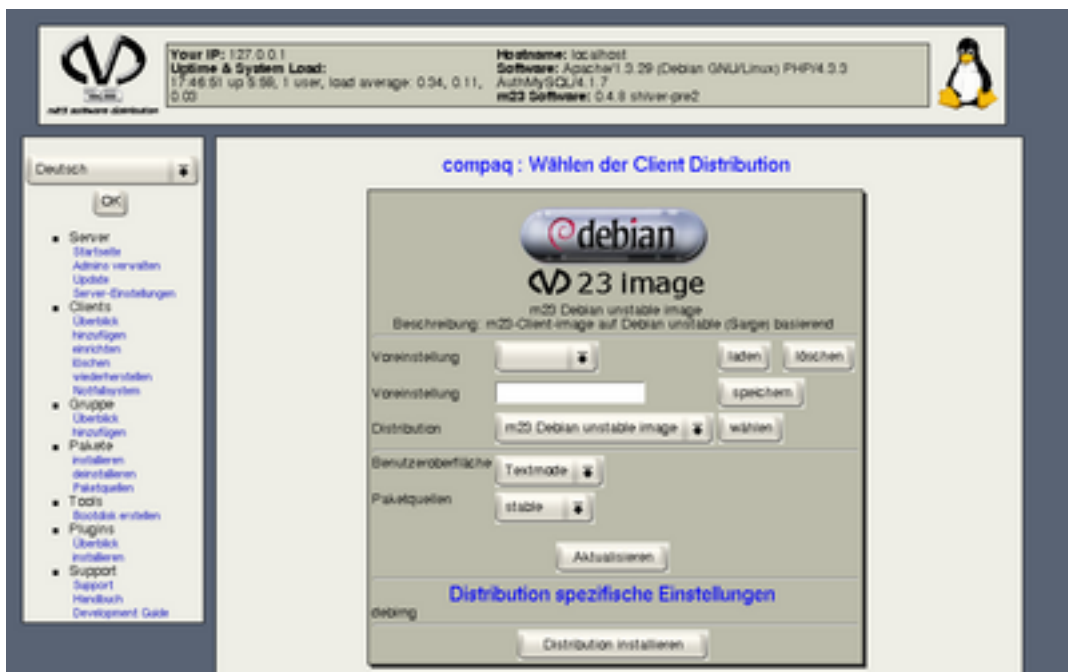 m23 software distribution
Your IP: 127.0.0.1
Uptime & System Load:
17:46:51 up 5:58, 1 user, load average: 0.34, 0.11,
0.03
Hostname: localhost
Software: Apache/1.3.29 (Debian GNU/Linux) PHP/4.3.3
AuthMySQL/4.1.7
m23 Software: 0.4.8 shiver-pre2
Deutsch
OK
Server
Startseite
Admins verwalten
Update
Server-Einstellungen
Clients
Überblick
hinzufügen
einrichten
löschen
wiederherstellen
Notfallsystem
Gruppe
Überblick
hinzufügen
Pakete
installieren
deinstallieren
Paketquellen
Tools
Bootdisk erstellen
Plugins
Überblick
installieren
Support
Support
Handbuch
Development Guide
compaq : Wählen der Client Distribution
debian
23 image
m23 Debian unstable image
Beschreibung: m23-Client-image auf Debian unstable (Sarge) basierend
Voreinstellung laden löschen
Voreinstellung speichern
Distribution m23 Debian unstable image wählen
Benutzeroberfläche Textmode
Paketquellen stable
Aktualisieren
Distribution spezifische Einstellungen
debimg
Distribution installieren